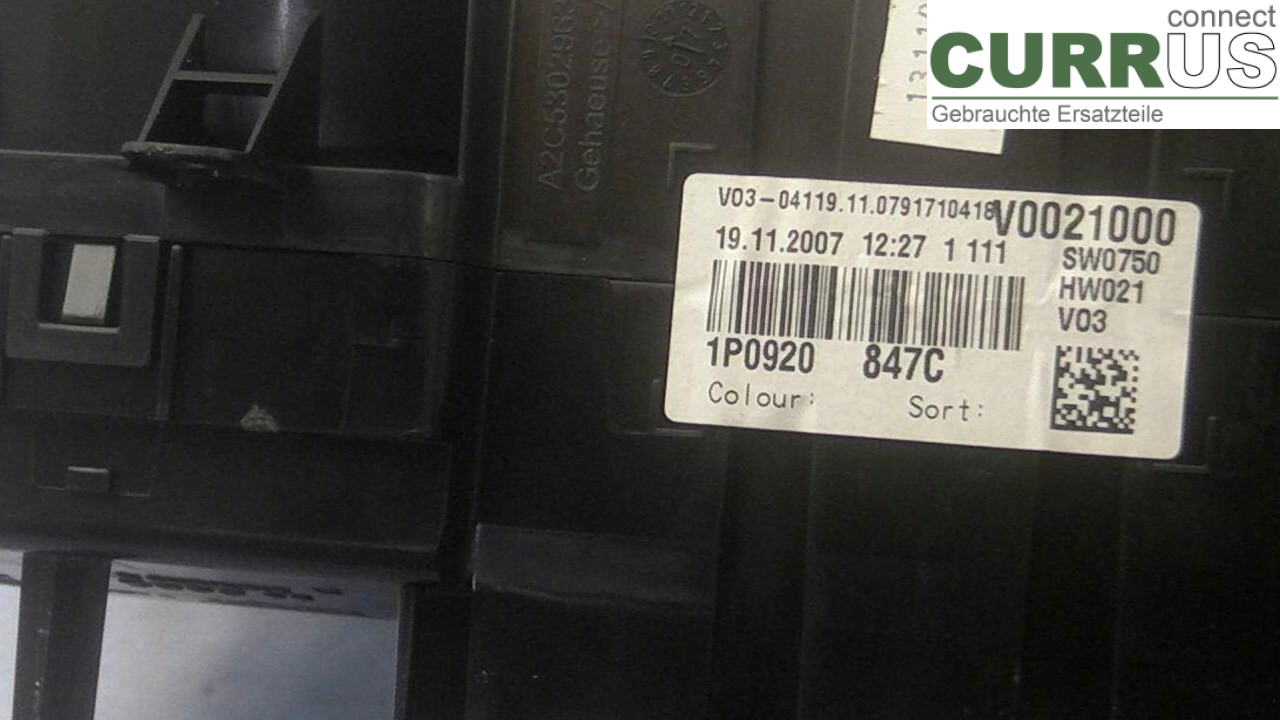 connect
CURRUS
Gebrauchte Ersatzteile
A2C5302963
Gehaeuse
V03-04119.11.0791710418
V0021000
19.11.2007 12:27 1 111
SW0750
HW021
V03
1P0920 847C
Colour: Sort: